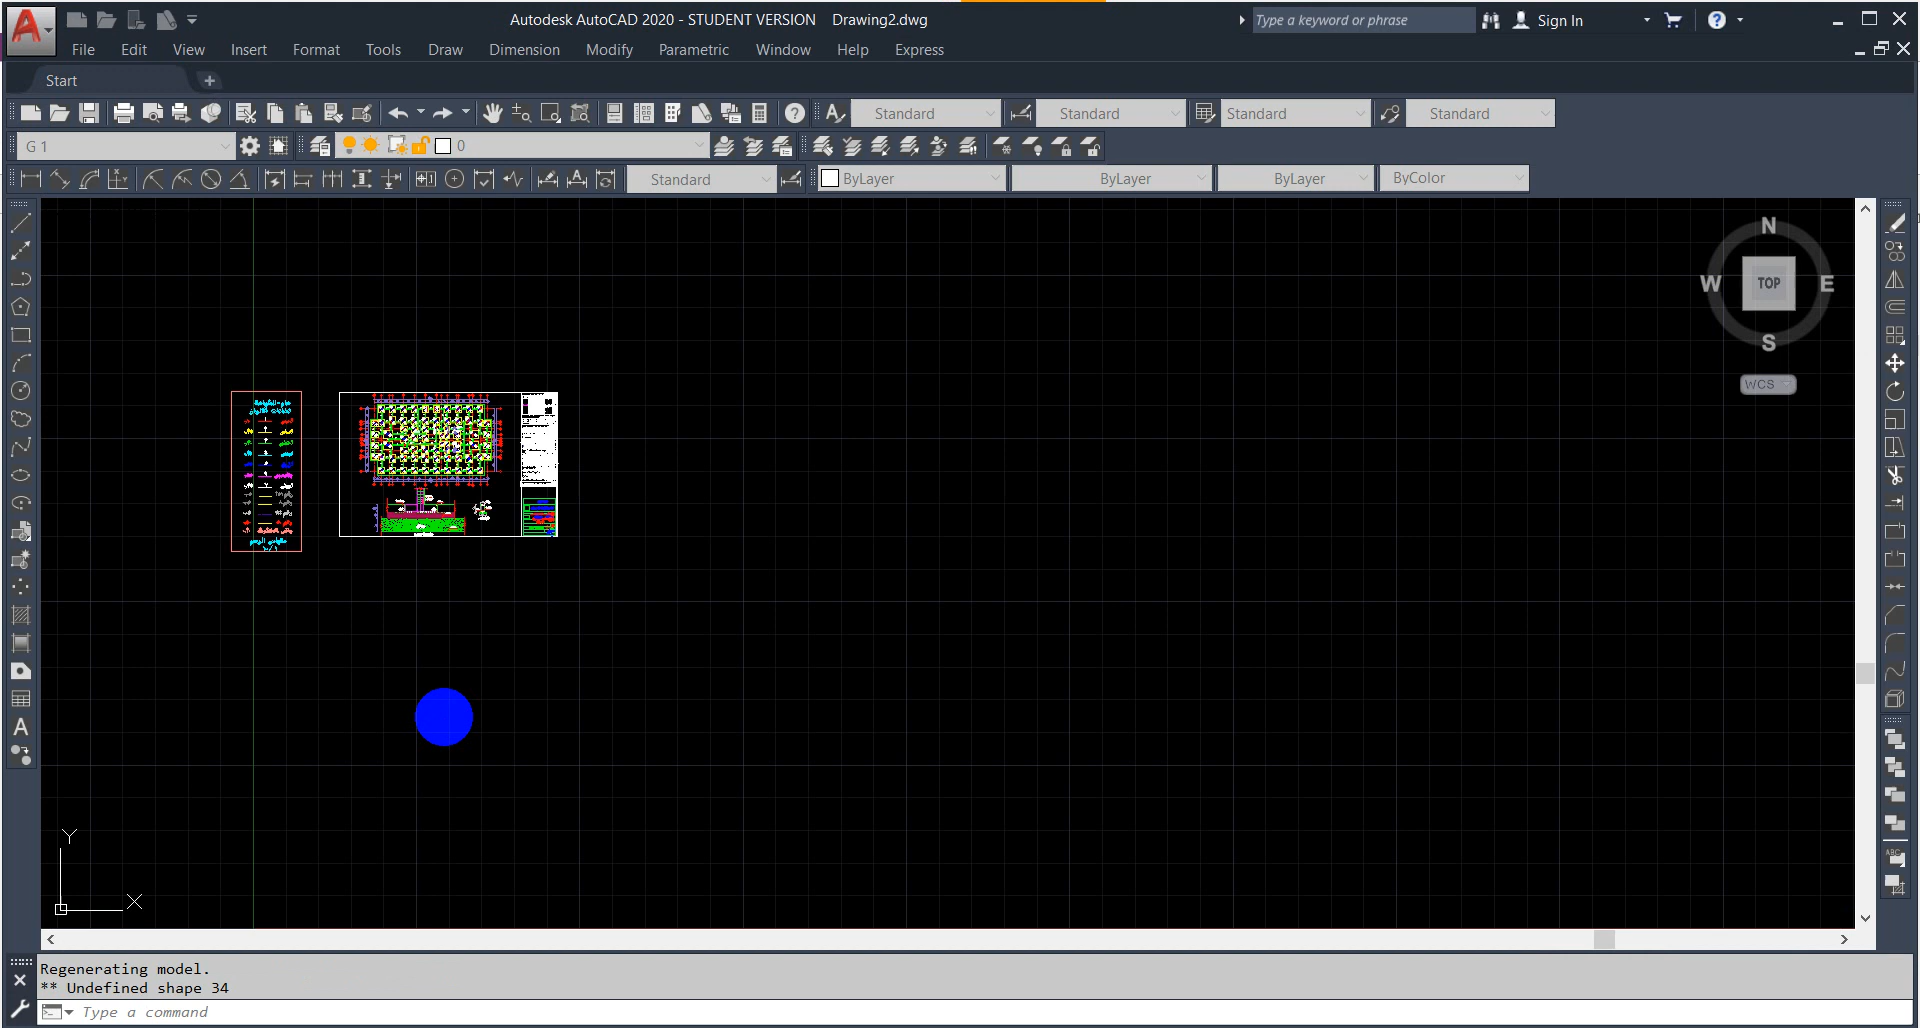 Autodesk AutoCAD 2020 - STUDENT VERSION Drawing2.dwg
Type a keyword or phrase
Sign In
File Edit View Insert Format Tools Draw Dimension Modify Parametric Window Help Express
Start
Standard Standard Standard Standard
G 1 0
Standard ByLayer ByLayer ByLayer ByColor
N
W TOP E
S
WCS
Y
X
Regenerating model.
** Undefined shape 34
Type a command